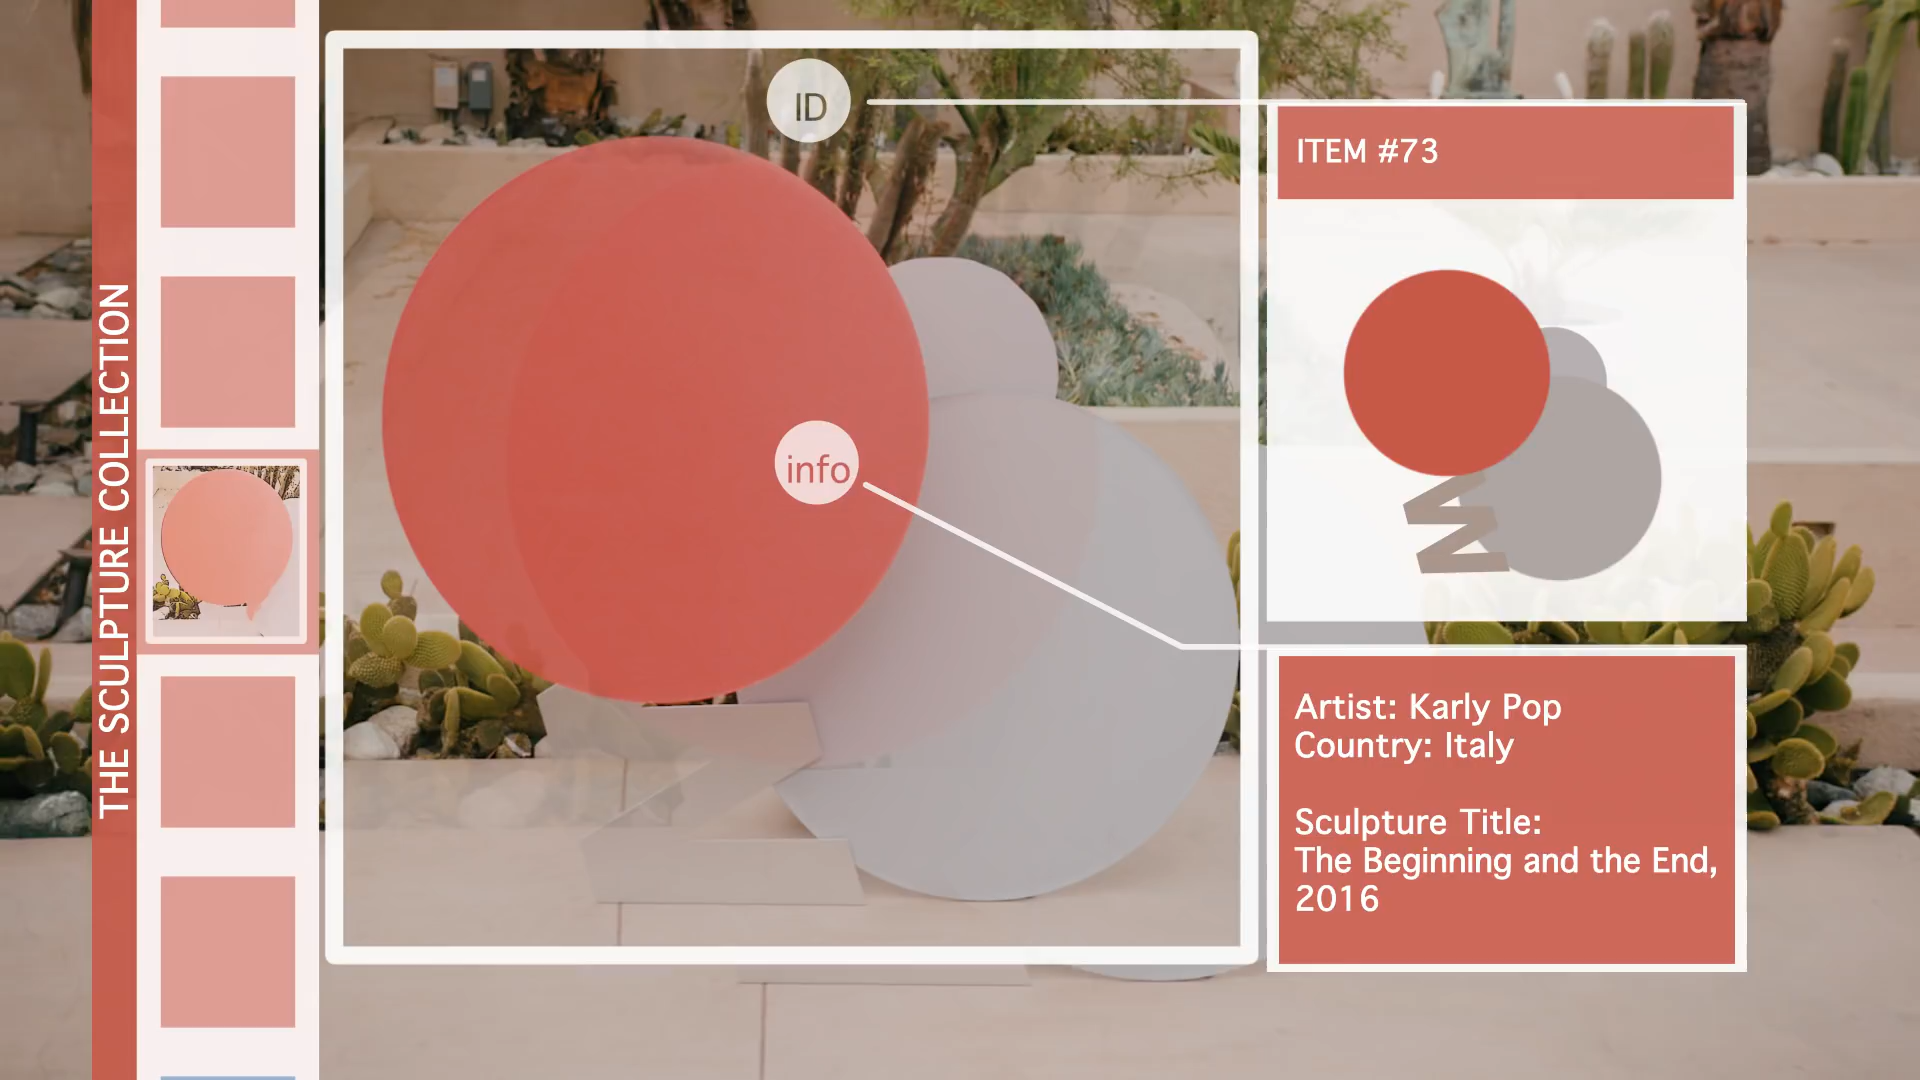 THE SCULPTURE COLLECTION
ID
ITEM #73
info
Artist: Karly Pop
Country: Italy
Sculpture Title:
The Beginning and the End,
2016